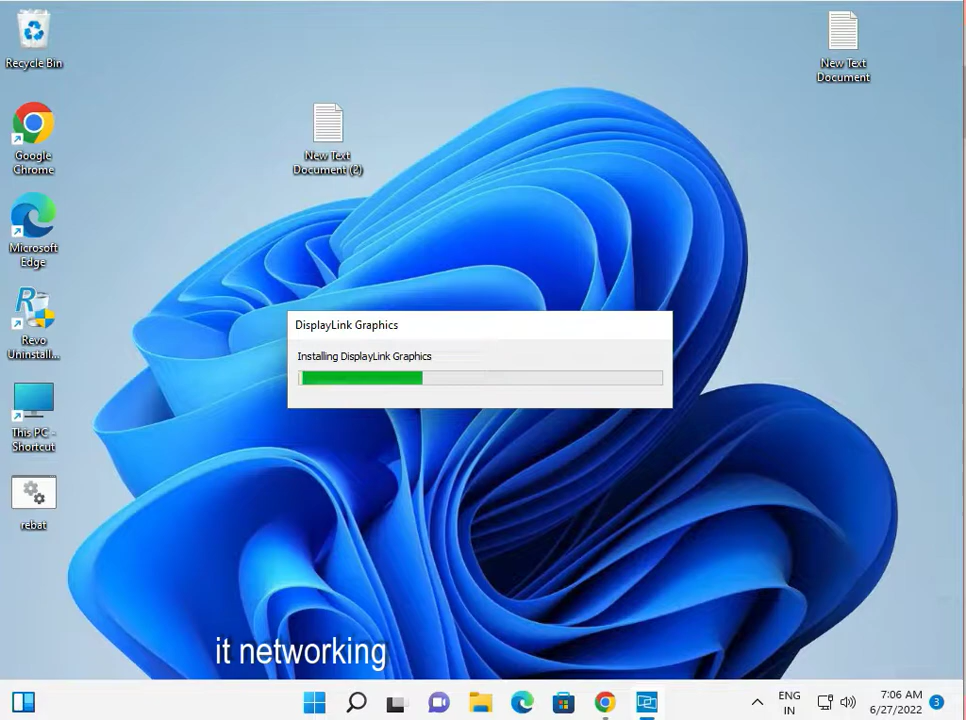 Recycle Bin
New Text
Document
New Text
Document (2)
Google
Chrome
Microsoft
Edge
Revo
Uninstall...
This PC -
Shortcut
rebat
DisplayLink Graphics
Installing DisplayLink Graphics
it networking
ENG
IN
7:06 AM
6/27/2022
3